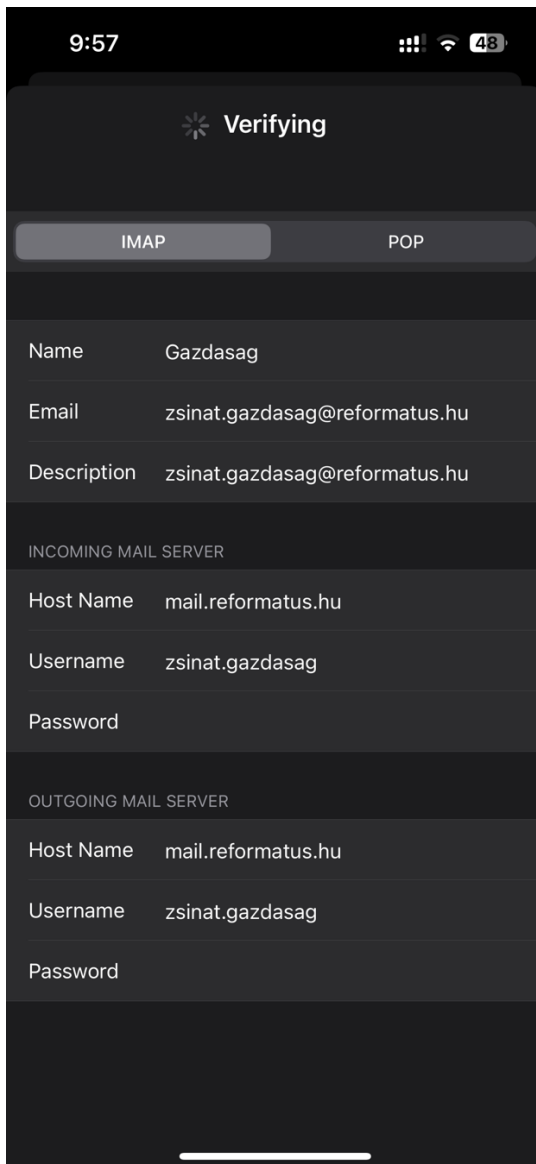 9:57
48
Verifying
IMAP POP
Name Gazdasag
Email zsinat.gazdasag@reformatus.hu
Description zsinat.gazdasag@reformatus.hu
INCOMING MAIL SERVER
Host Name mail.reformatus.hu
Username zsinat.gazdasag
Password
OUTGOING MAIL SERVER
Host Name mail.reformatus.hu
Username zsinat.gazdasag
Password